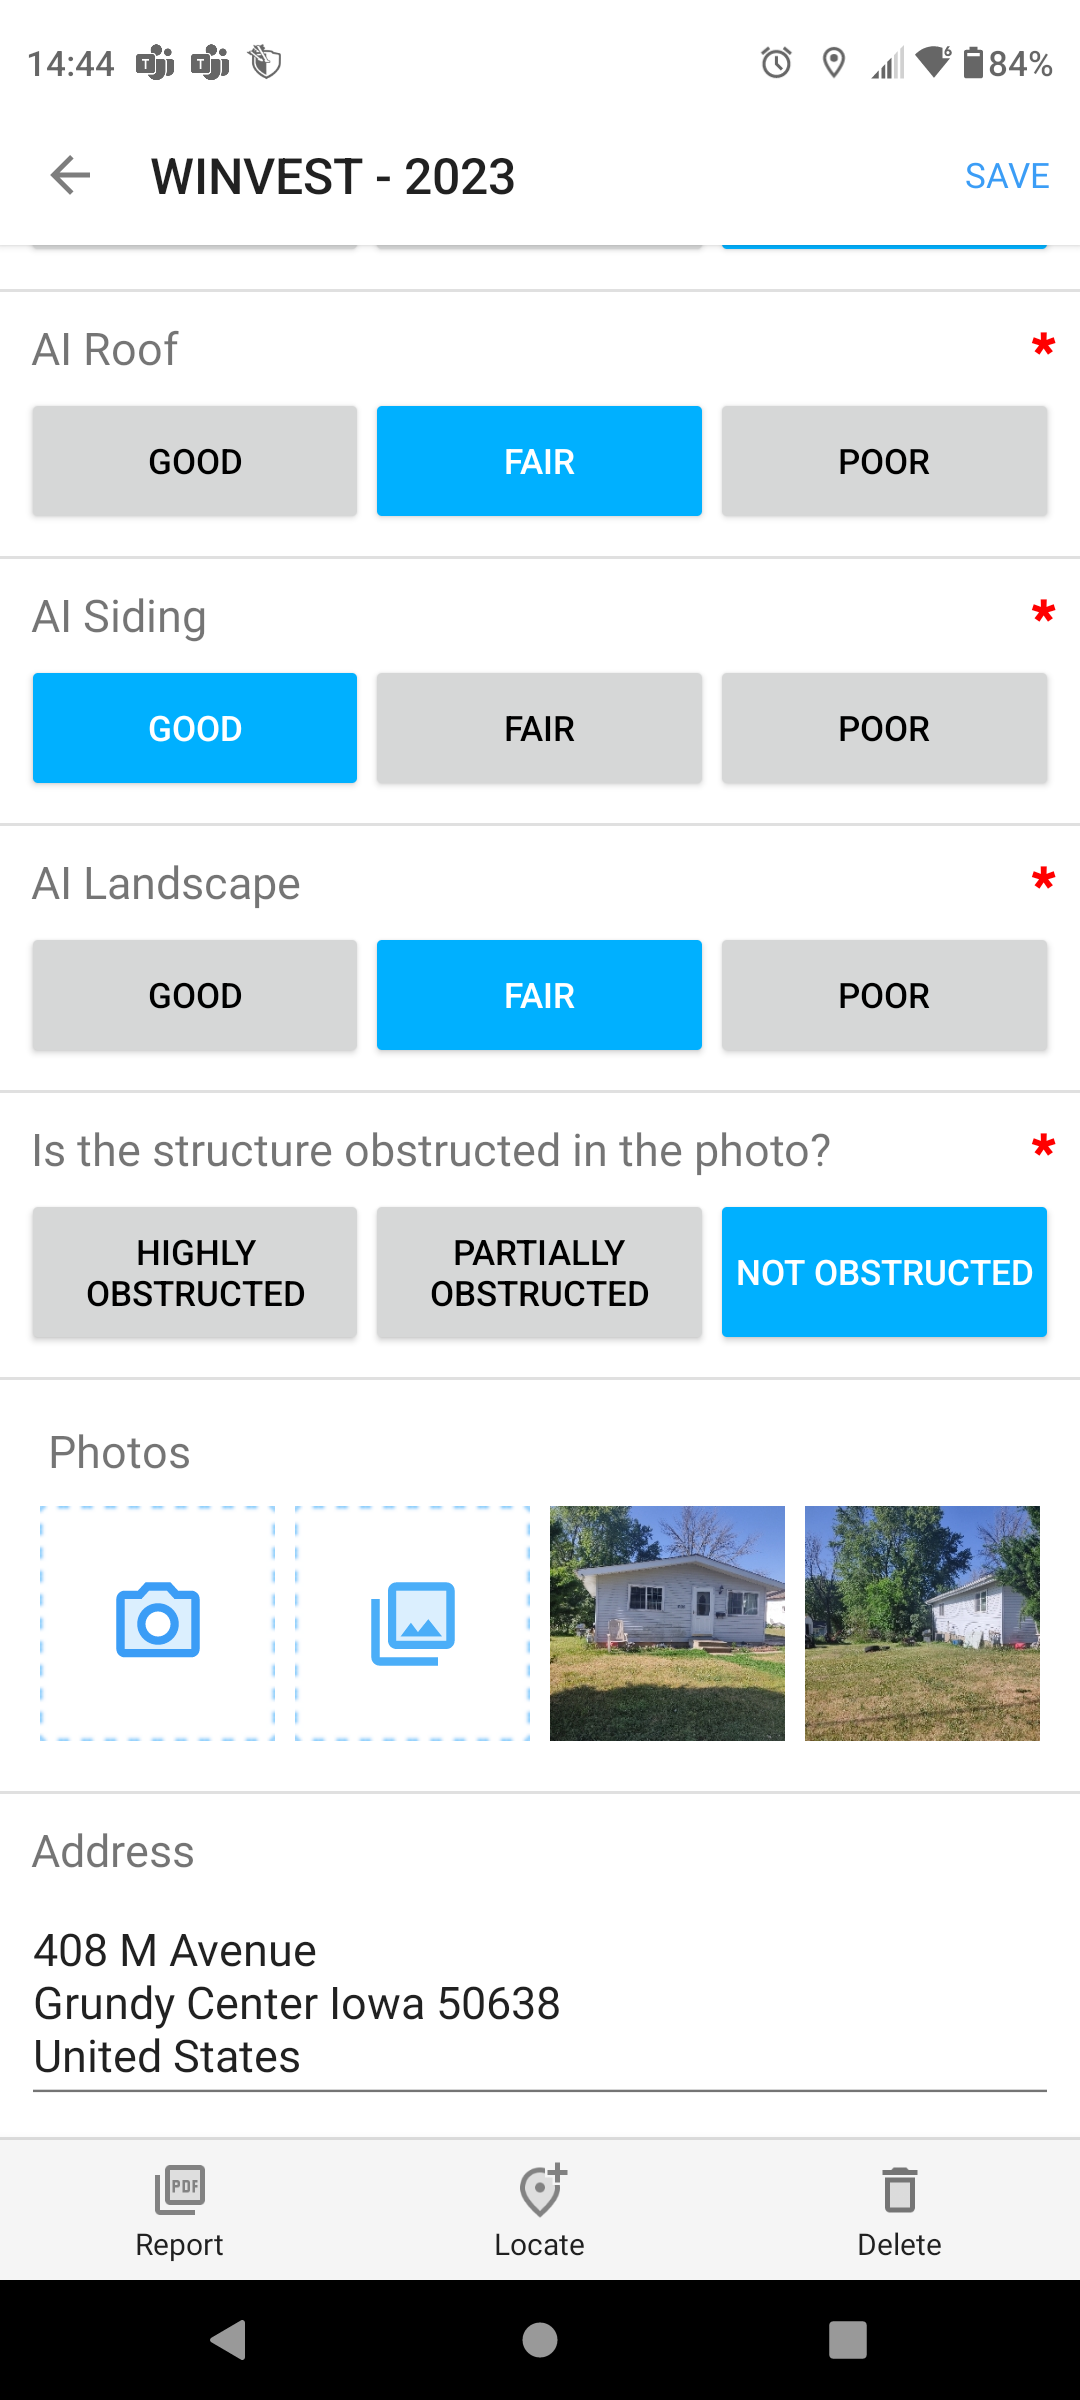 14:44
84%
WINVEST - 2023
SAVE
AI Roof *
GOOD FAIR POOR
AI Siding *
GOOD FAIR POOR
AI Landscape *
GOOD FAIR POOR
Is the structure obstructed in the photo? *
HIGHLY OBSTRUCTED
PARTIALLY OBSTRUCTED
NOT OBSTRUCTED
Photos
Address
408 M Avenue
Grundy Center Iowa 50638
United States
PDF
Report
Locate
Delete